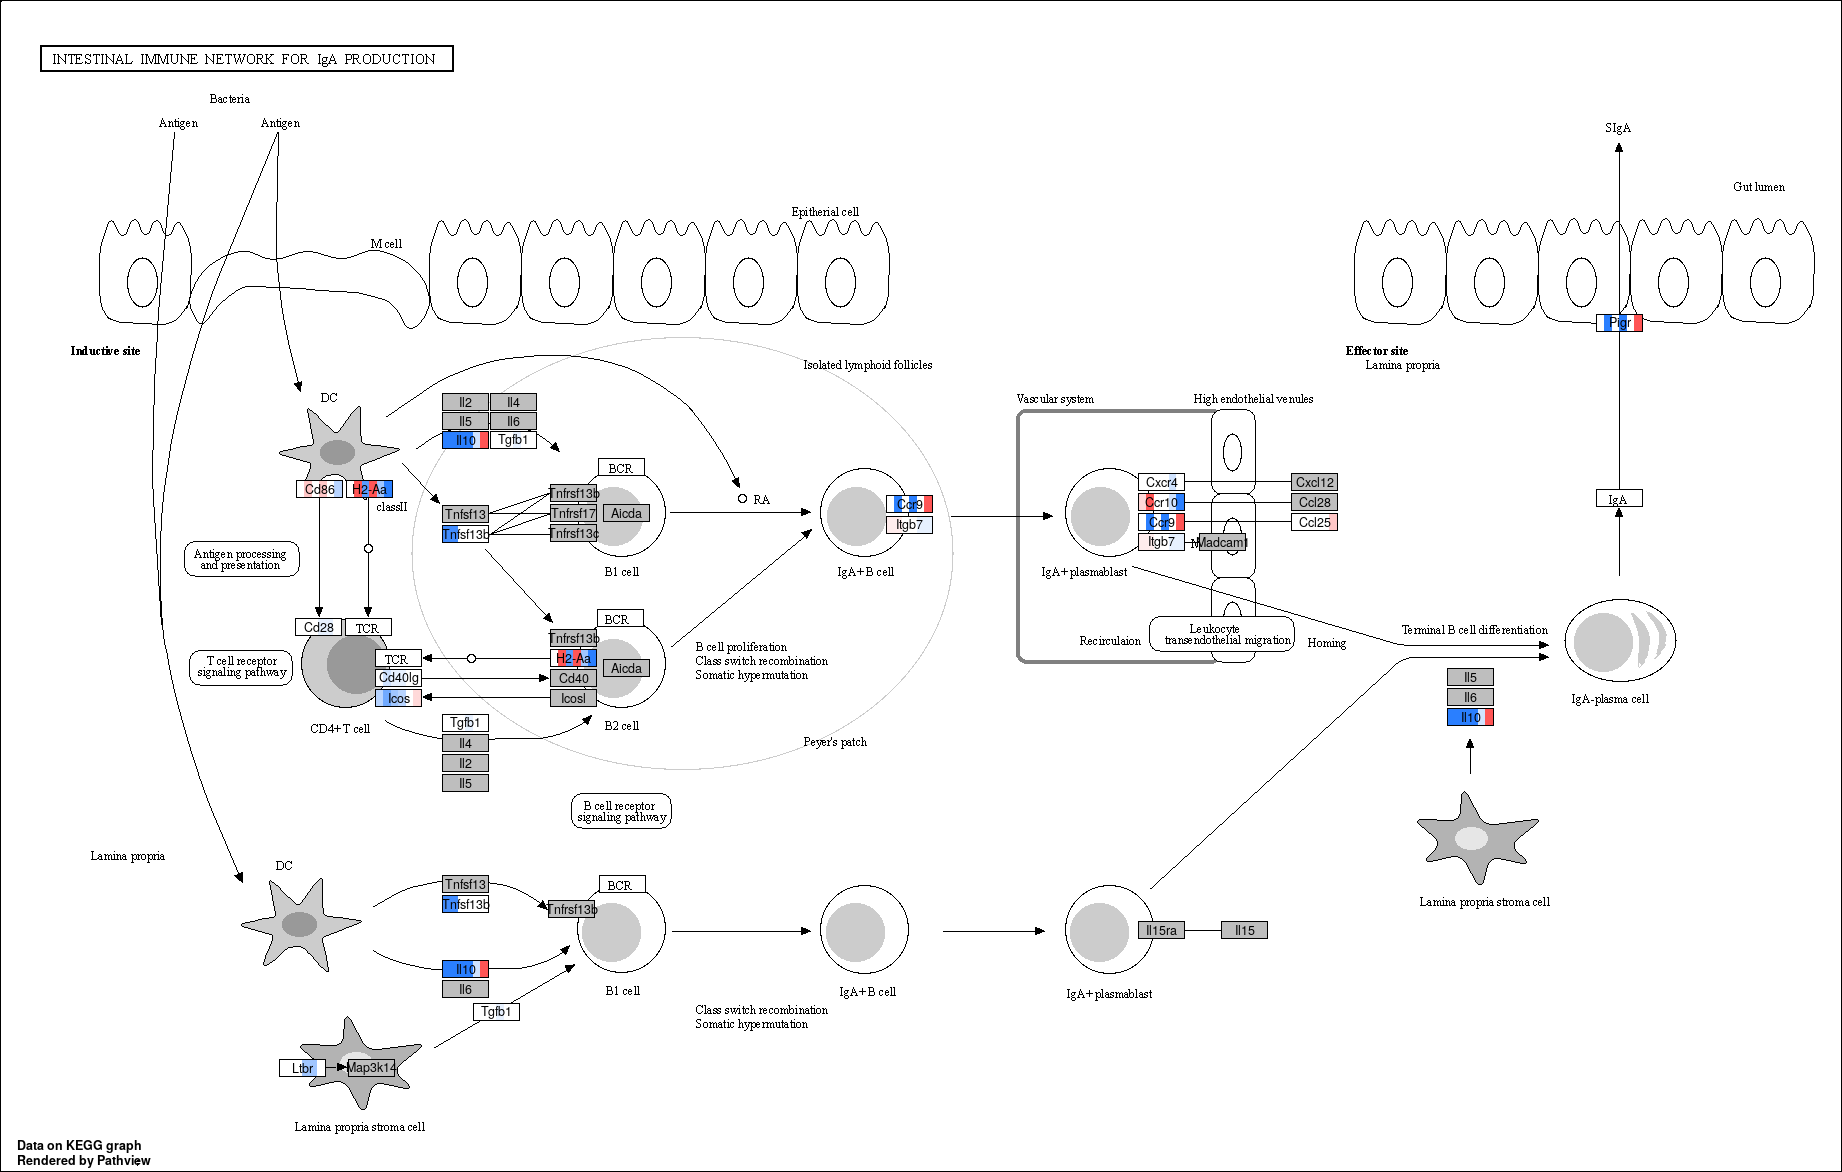 INTESTINAL IMMUNE NETWORK FOR IgA PRODUCTION
Bacteria
Antigen
Antigen
SIgA
Gut lumen
Epitherial cell
M cell
Pigr
Inductive site
Effector site
Lamina propria
Isolated lymphoid follicles
DC
Il2
Il4
Il5
Il6
Il10
Tgfb1
Vascular system
High endothelial venules
BCR
Cd86
H2-Aa
classII
Tnfrsf13b
Tnfsf13
Tnfrsf17
Aicda
Tnfsf13b
Tnfrsf13c
RA
Ccr9
Itgb7
Cxcr4
Cxcl12
Ccr10
Ccl28
Ccr9
Ccl25
Itgb7
Madcam1
IgA
Antigen processing
and presentation
B1 cell
IgA+ B cell
IgA+ plasmablast
Cd28
TCR
BCR
Tnfrsf13b
TCR
H2-Aa
Aicda
Cd40lg
Cd40
Icos
Icosl
T cell receptor
signaling pathway
B cell proliferation
Class switch recombination
Somatic hypermutation
Recirculaion
Leukocyte
transendothelial migration
Homing
Terminal B cell differentiation
Il5
Il6
Il10
IgA-plasma cell
CD4+ T cell
Tgfb1
Il4
Il2
Il5
B2 cell
Peyer's patch
B cell receptor
signaling pathway
Lamina propria
DC
Tnfsf13
Tnfsf13b
BCR
Tnfrsf13b
Il10
Il6
Tgfb1
B1 cell
IgA+ B cell
Il15ra
Il15
IgA+ plasmablast
Lamina propria stroma cell
Class switch recombination
Somatic hypermutation
Ltbr
Map3k14
Lamina propria stroma cell
Data on KEGG graph
Rendered by Pathview